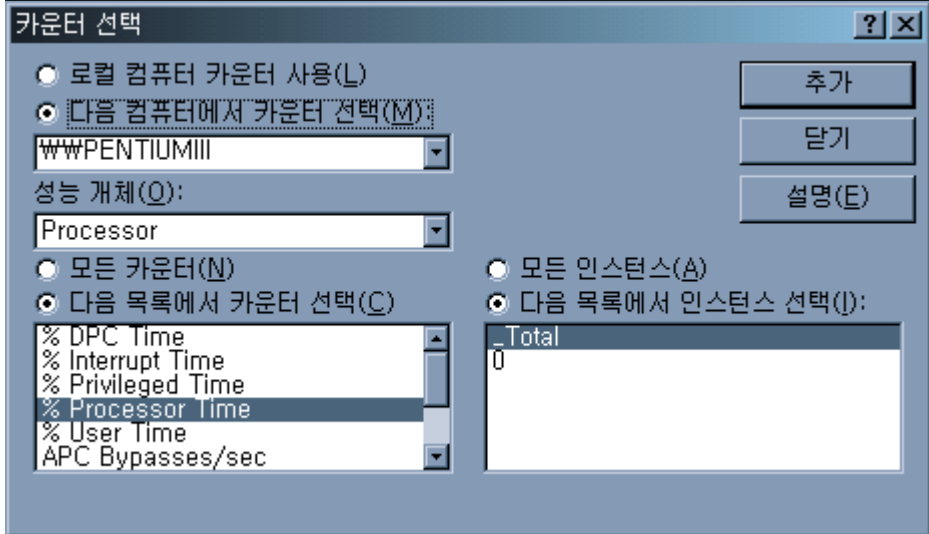 카운터 선택
로컬 컴퓨터 카운터 사용(L)
다음 컴퓨터에서 카운터 선택(M):
₩₩PENTIUMIII
성능 개체(O):
Processor
모든 카운터(N)
다음 목록에서 카운터 선택(C)
% DPC Time
% Interrupt Time
% Privileged Time
% Processor Time
% User Time
APC Bypasses/sec
모든 인스턴스(A)
다음 목록에서 인스턴스 선택(I):
_Total
0
추가
닫기
설명(E)